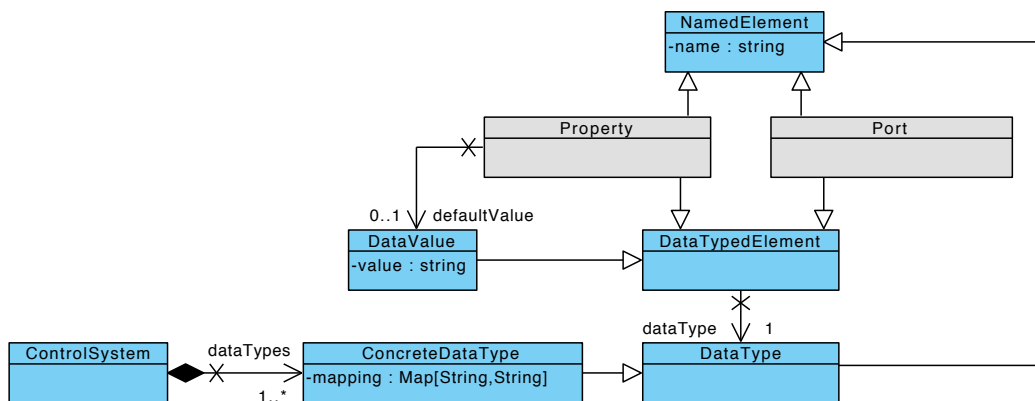 NamedElement
-name : string
Property
Port
0..1 defaultValue
DataValue
-value : string
DataTypedElement
dataType 1
ControlSystem
dataTypes
1..*
ConcreteDataType
-mapping : Map[String,String]
DataType